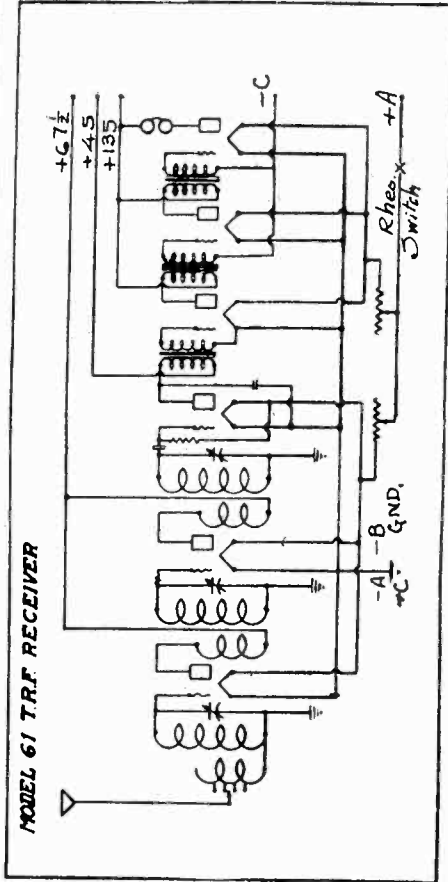 MODEL 61 T.R.F. RECEIVER
+67½
+45
+135
-C
Rheo. x +A
Switch
-A
+C
-B
GND.